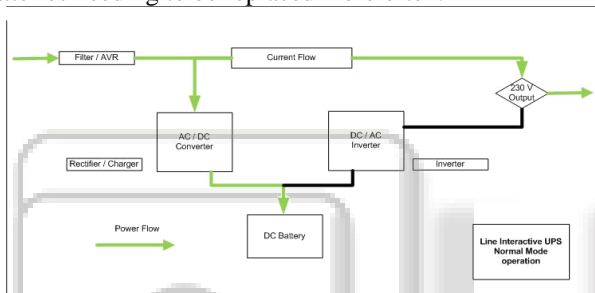 Filter / AVR
Current Flow
230 V
Output
AC / DC
Converter
DC / AC
Inverter
Rectifier / Charger
Inverter
Power Flow
DC Battery
Line Interactive UPS
Normal Mode
operation